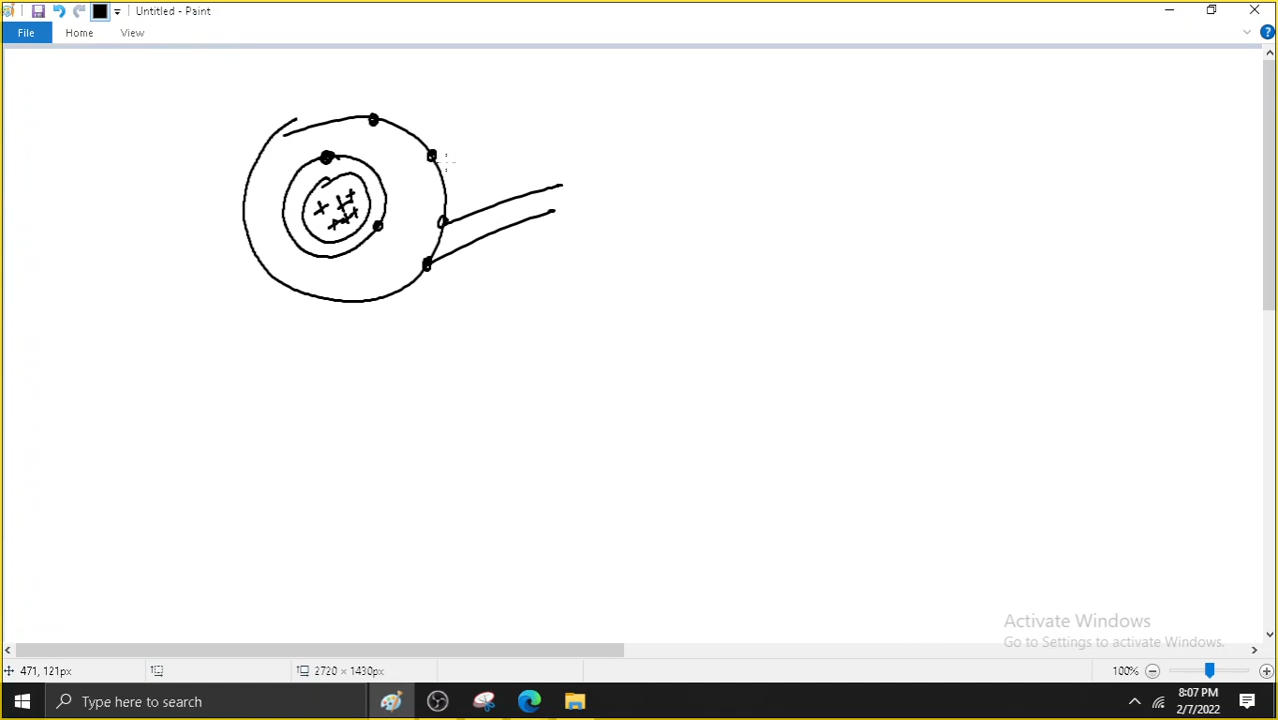 Untitled - Paint
File Home View
+ + +
+ + +
Activate Windows
Go to Settings to activate Windows.
471, 121px 2720 × 1430px 100%
Type here to search
8:07 PM
2/7/2022